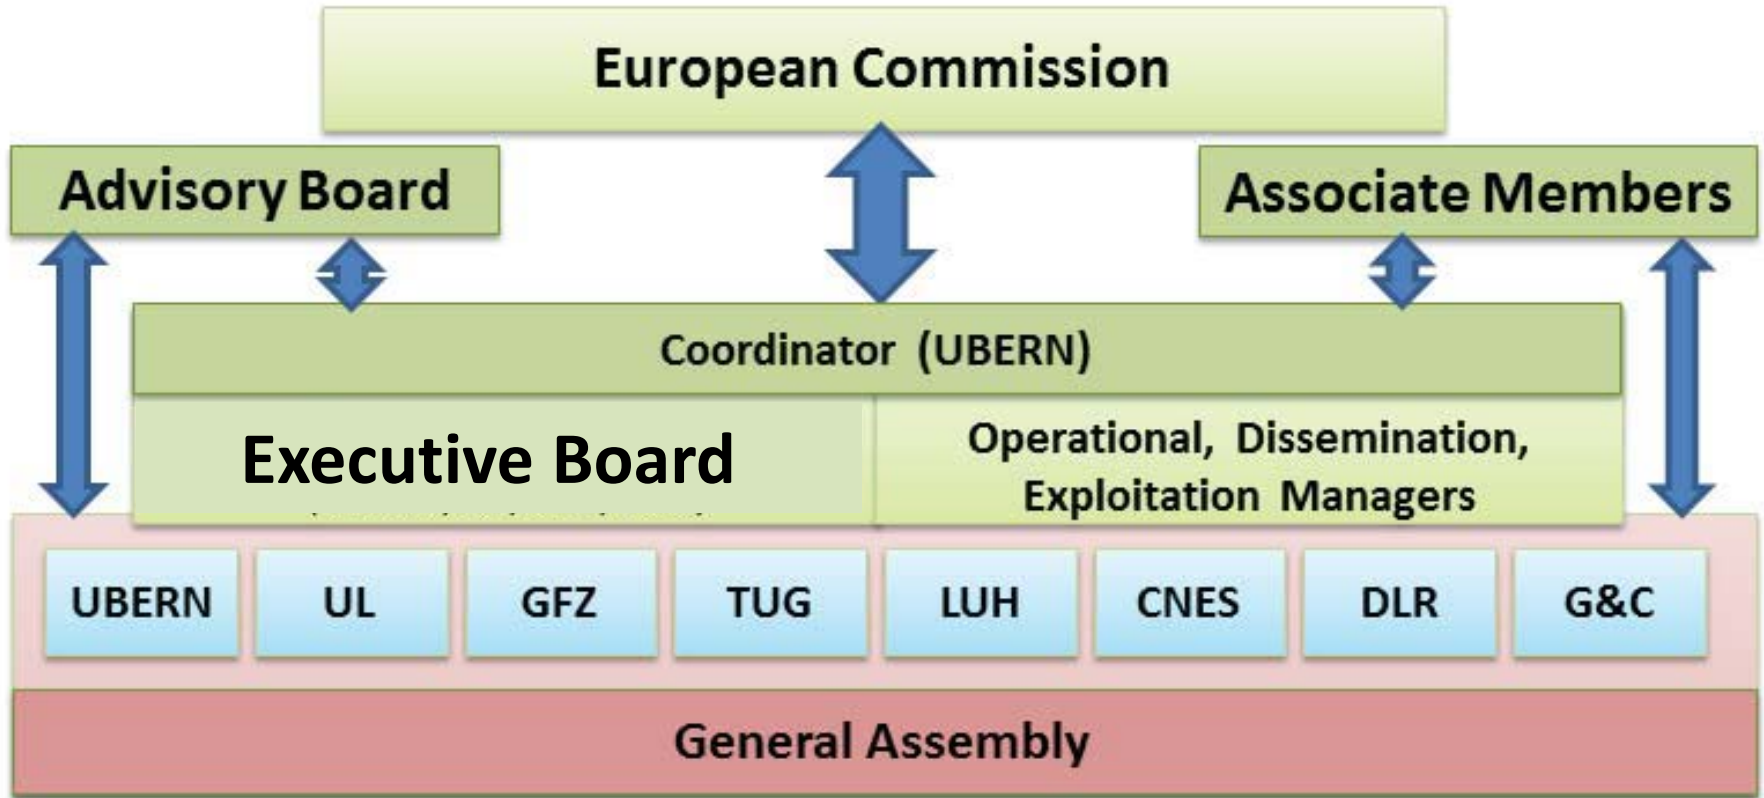 European Commission
Advisory Board
Associate Members
Coordinator (UBERN)
Executive Board
Operational, Dissemination,
Exploitation Managers
UBERN
UL
GFZ
TUG
LUH
CNES
DLR
G&C
General Assembly